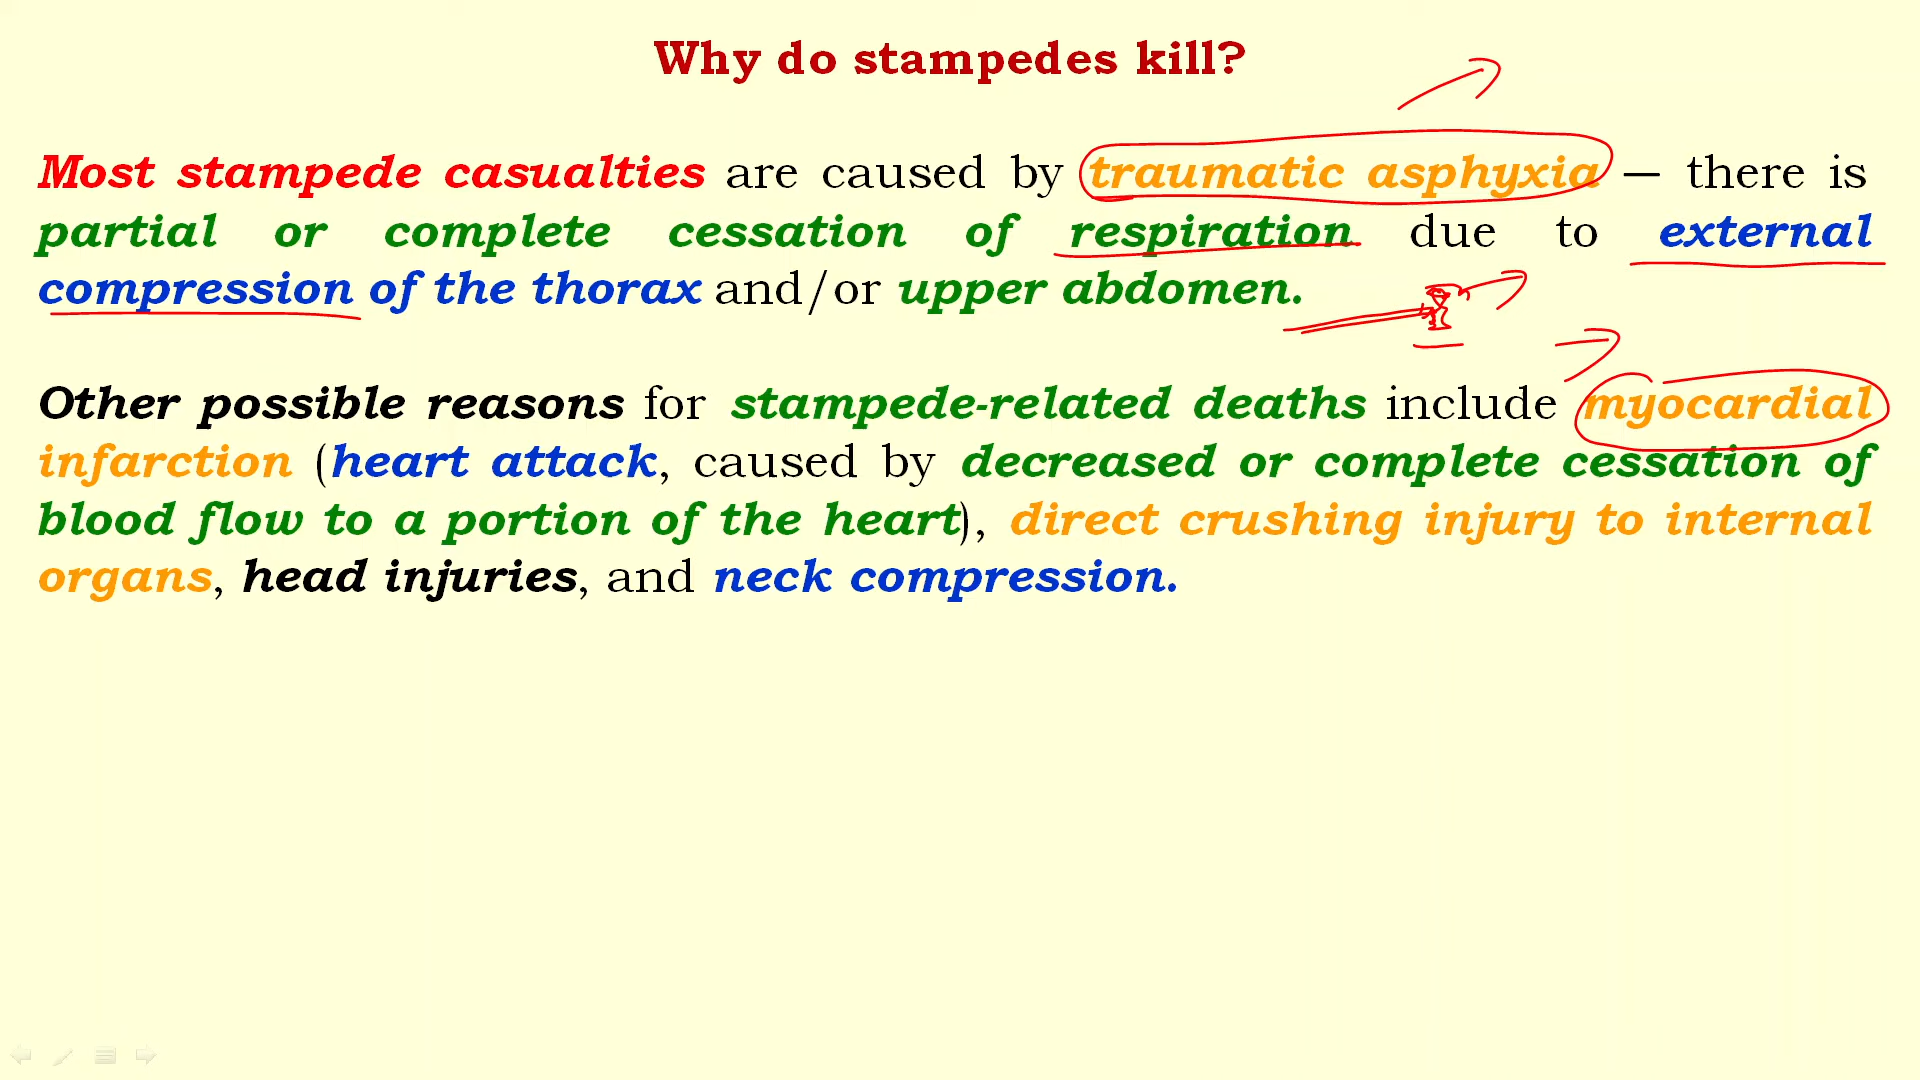 Why do stampedes kill?
Most stampede casualties are caused by traumatic asphyxia — there is
partial or complete cessation of respiration due to external
compression of the thorax and/or upper abdomen.
Other possible reasons for stampede-related deaths include myocardial
infarction (heart attack, caused by decreased or complete cessation of
blood flow to a portion of the heart), direct crushing injury to internal
organs, head injuries, and neck compression.